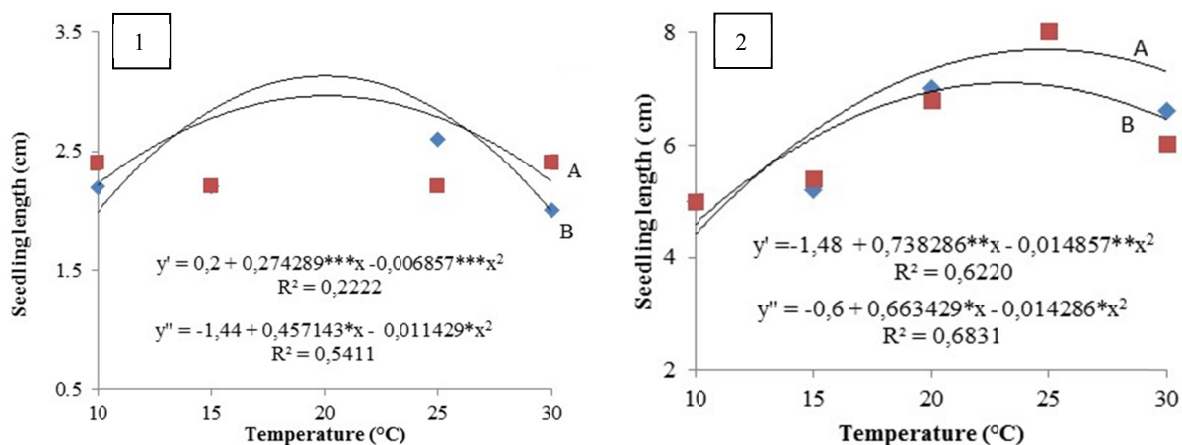 1
Seedling length (cm)
3.5
2.5
1.5
0.5
A
B
y' = 0,2 + 0,274289***x -0,006857***x²
R² = 0,2222
y" = -1,44 + 0,457143*x - 0,011429*x²
R² = 0,5411
10 15 20 25 30
Temperature (°C)
2
Seedling length ( cm)
8
6
4
2
A
B
y' =-1,48 + 0,738286**x - 0,014857**x²
R² = 0,6220
y" = -0,6 + 0,663429*x - 0,014286*x²
R² = 0,6831
10 15 20 25 30
Temperature (°C)